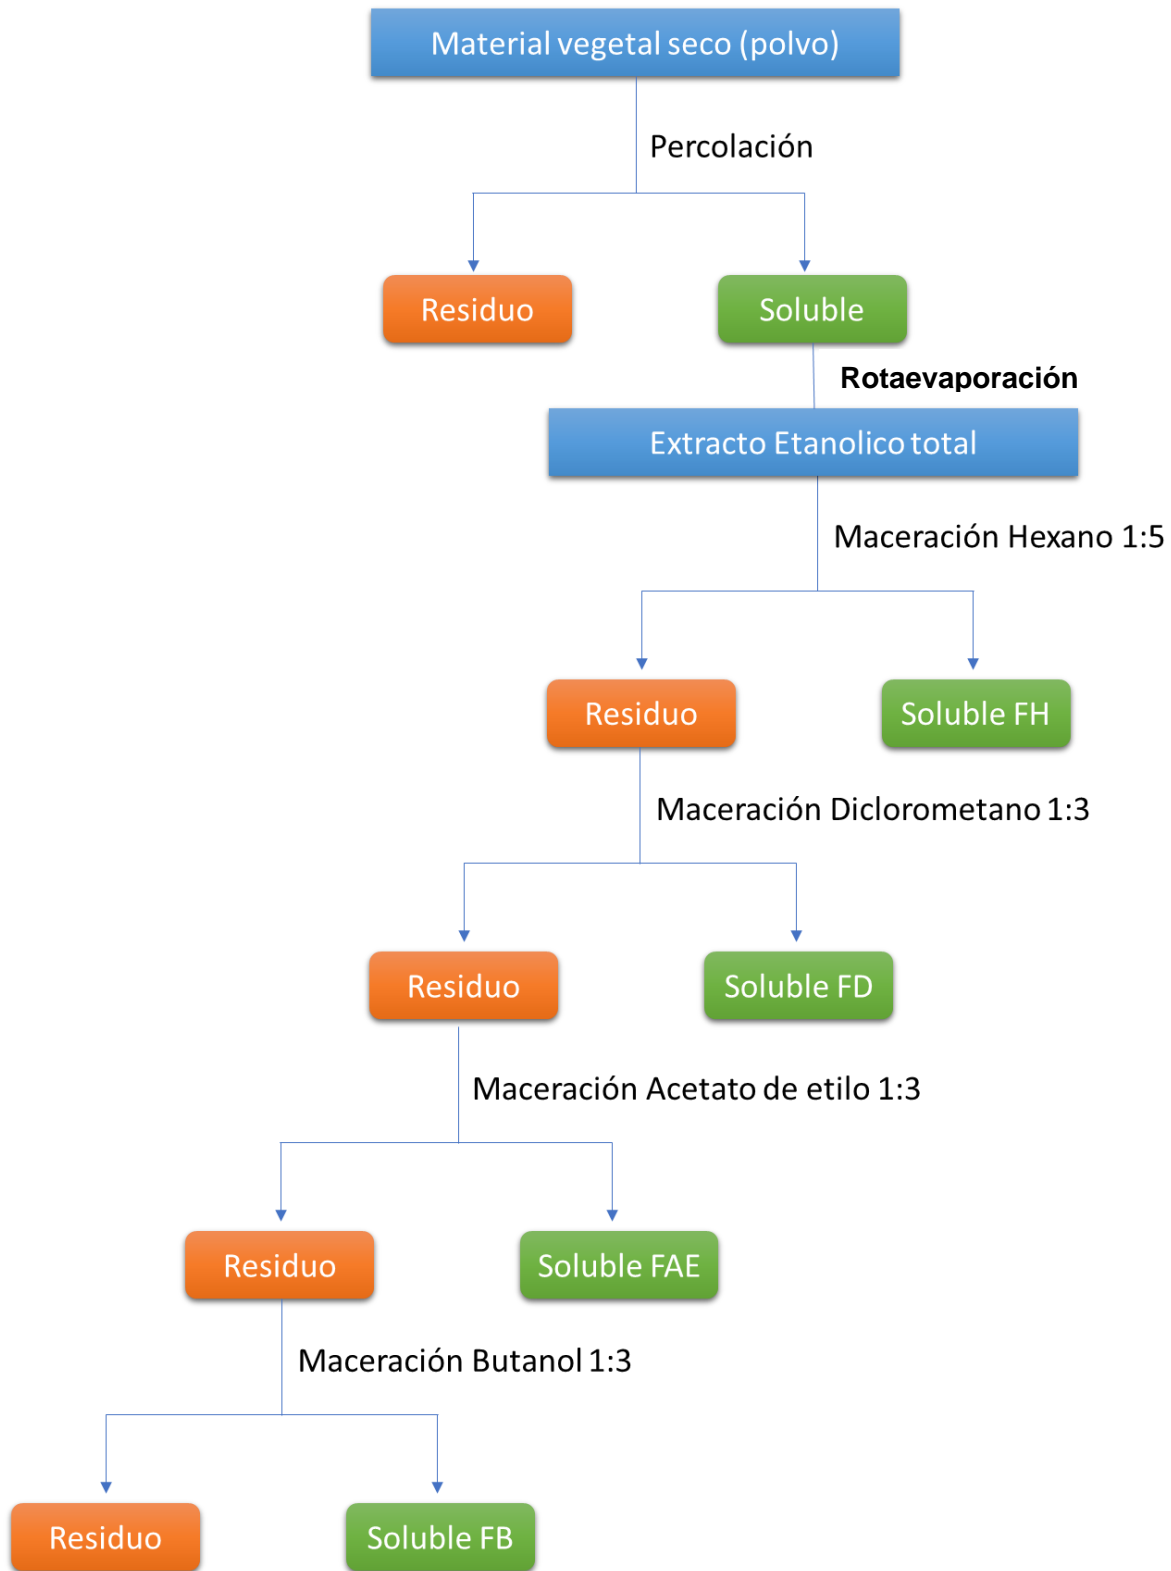 Material vegetal seco (polvo)
Percolación
Residuo
Soluble
Rotaevaporación
Extracto Etanolico total
Maceración Hexano 1:5
Residuo
Soluble FH
Maceración Diclorometano 1:3
Residuo
Soluble FD
Maceración Acetato de etilo 1:3
Residuo
Soluble FAE
Maceración Butanol 1:3
Residuo
Soluble FB